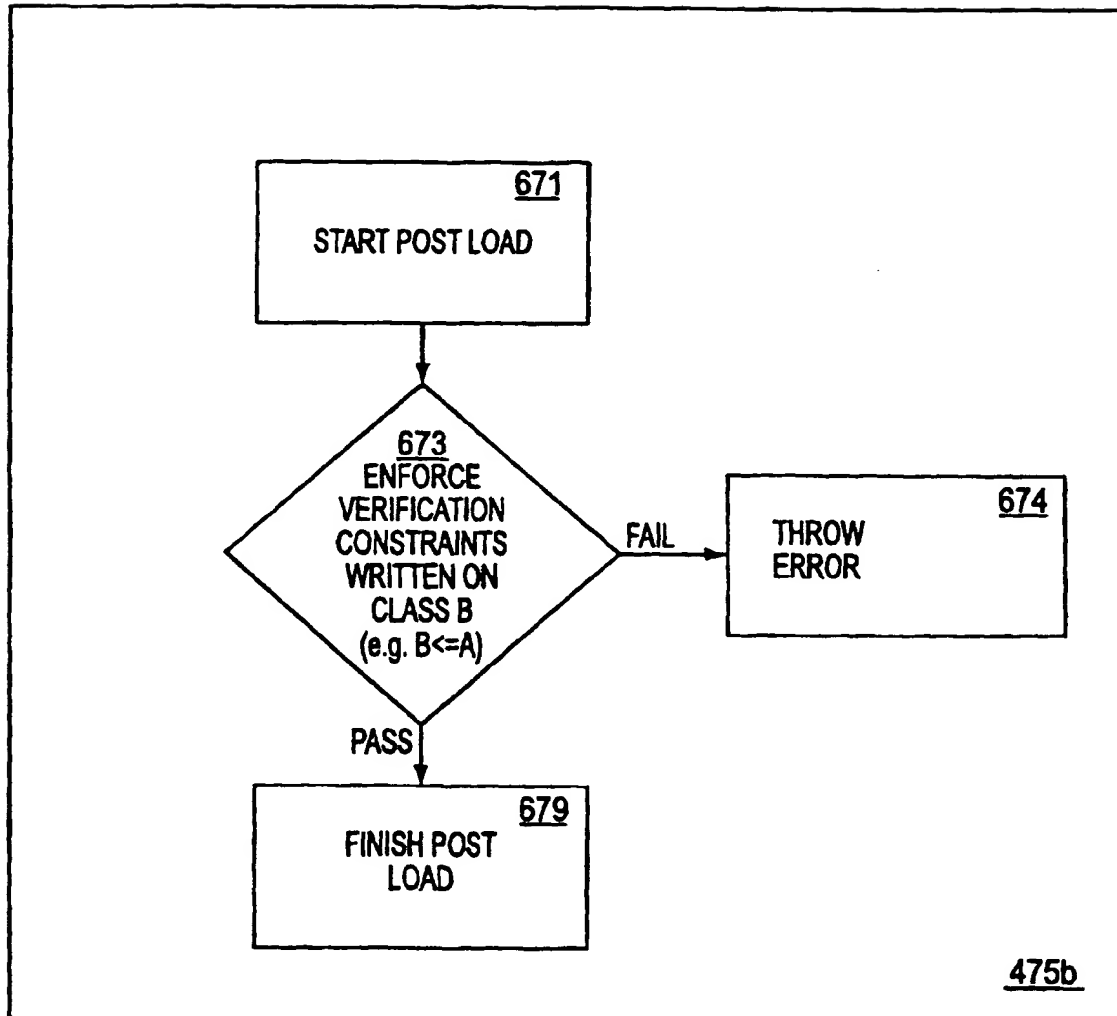 671
START POST LOAD
673
ENFORCE
VERIFICATION
CONSTRAINTS
WRITTEN ON
CLASS B
(e.g. B<=A)
FAIL
674
THROW
ERROR
PASS
679
FINISH POST
LOAD
475b